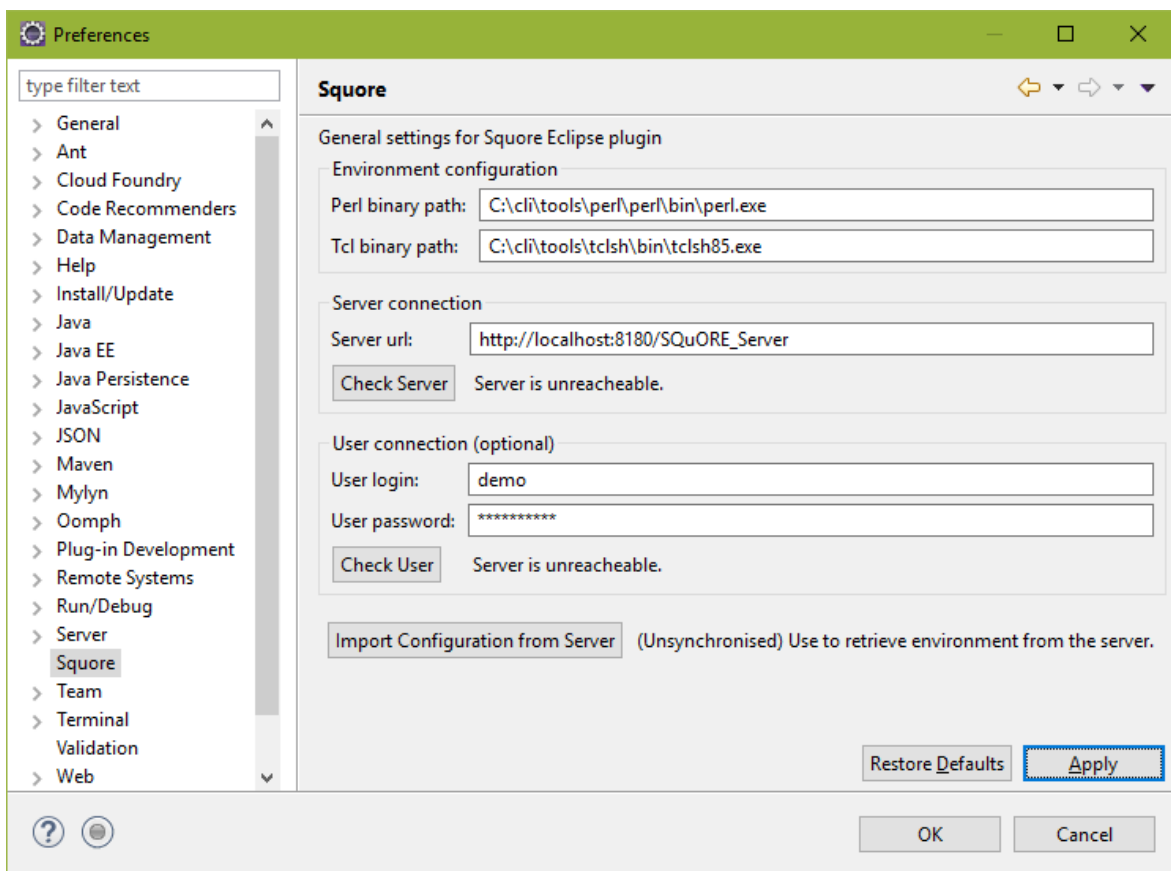 Preferences
type filter text
General
Ant
Cloud Foundry
Code Recommenders
Data Management
Help
Install/Update
Java
Java EE
Java Persistence
JavaScript
JSON
Maven
Mylyn
Oomph
Plug-in Development
Remote Systems
Run/Debug
Server
Squore
Team
Terminal
Validation
Web
Squore
General settings for Squore Eclipse plugin
Environment configuration
Perl binary path: C:\cli\tools\perl\perl\bin\perl.exe
Tcl binary path: C:\cli\tools\tclsh\bin\tclsh85.exe
Server connection
Server url: http://localhost:8180/SQuORE_Server
Check Server Server is unreacheable.
User connection (optional)
User login: demo
User password: **********
Check User Server is unreacheable.
Import Configuration from Server (Unsynchronised) Use to retrieve environment from the server.
Restore Defaults Apply
? OK Cancel